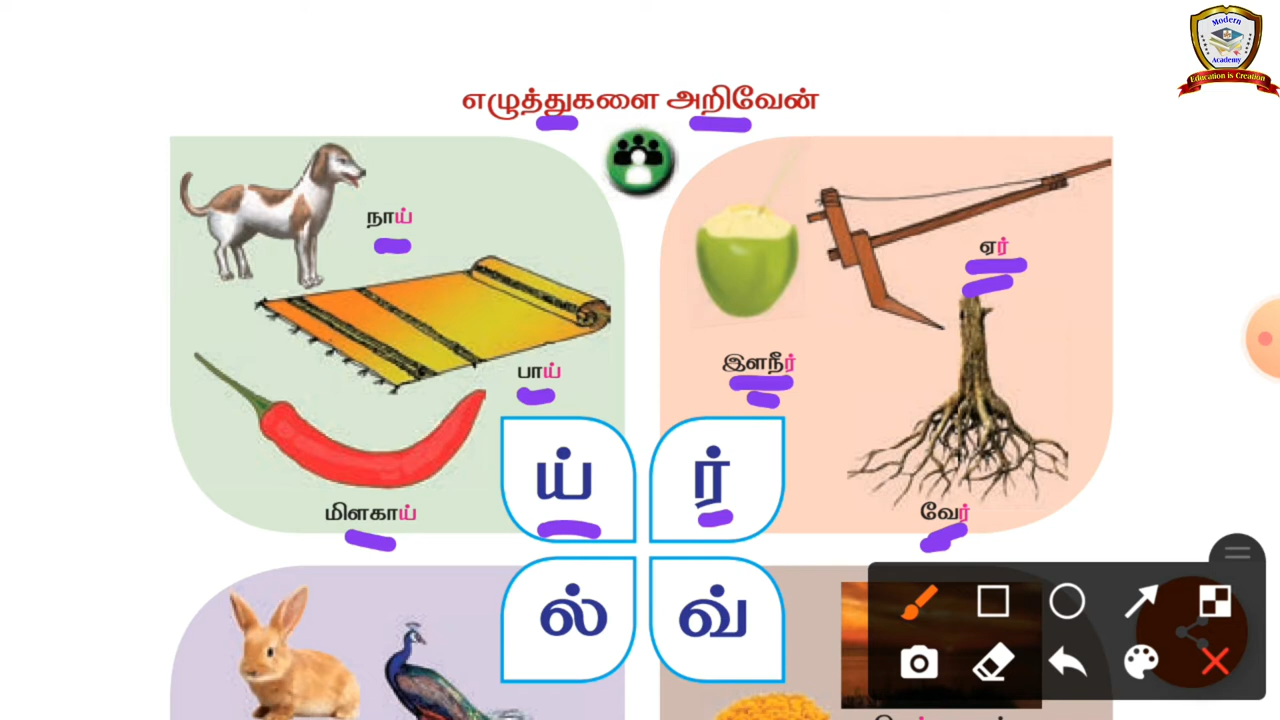 Modern
Academy
Education is Creation
எழுத்துகளை அறிவேன்
நாய்
ஏர்
பாய்
இளநீர்
ய்
ர்
மிளகாய்
வேர்
ல்
வ்